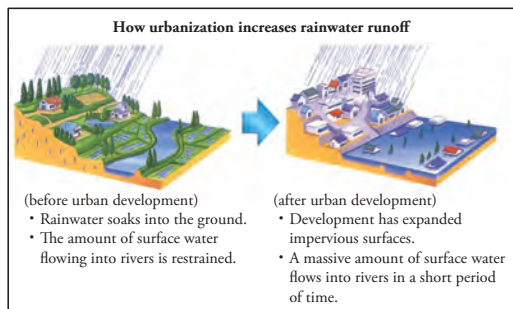 How urbanization increases rainwater runoff
(before urban development)
・Rainwater soaks into the ground.
・The amount of surface water
flowing into rivers is restrained.
(after urban development)
・Development has expanded
impervious surfaces.
・A massive amount of surface water
flows into rivers in a short period
of time.